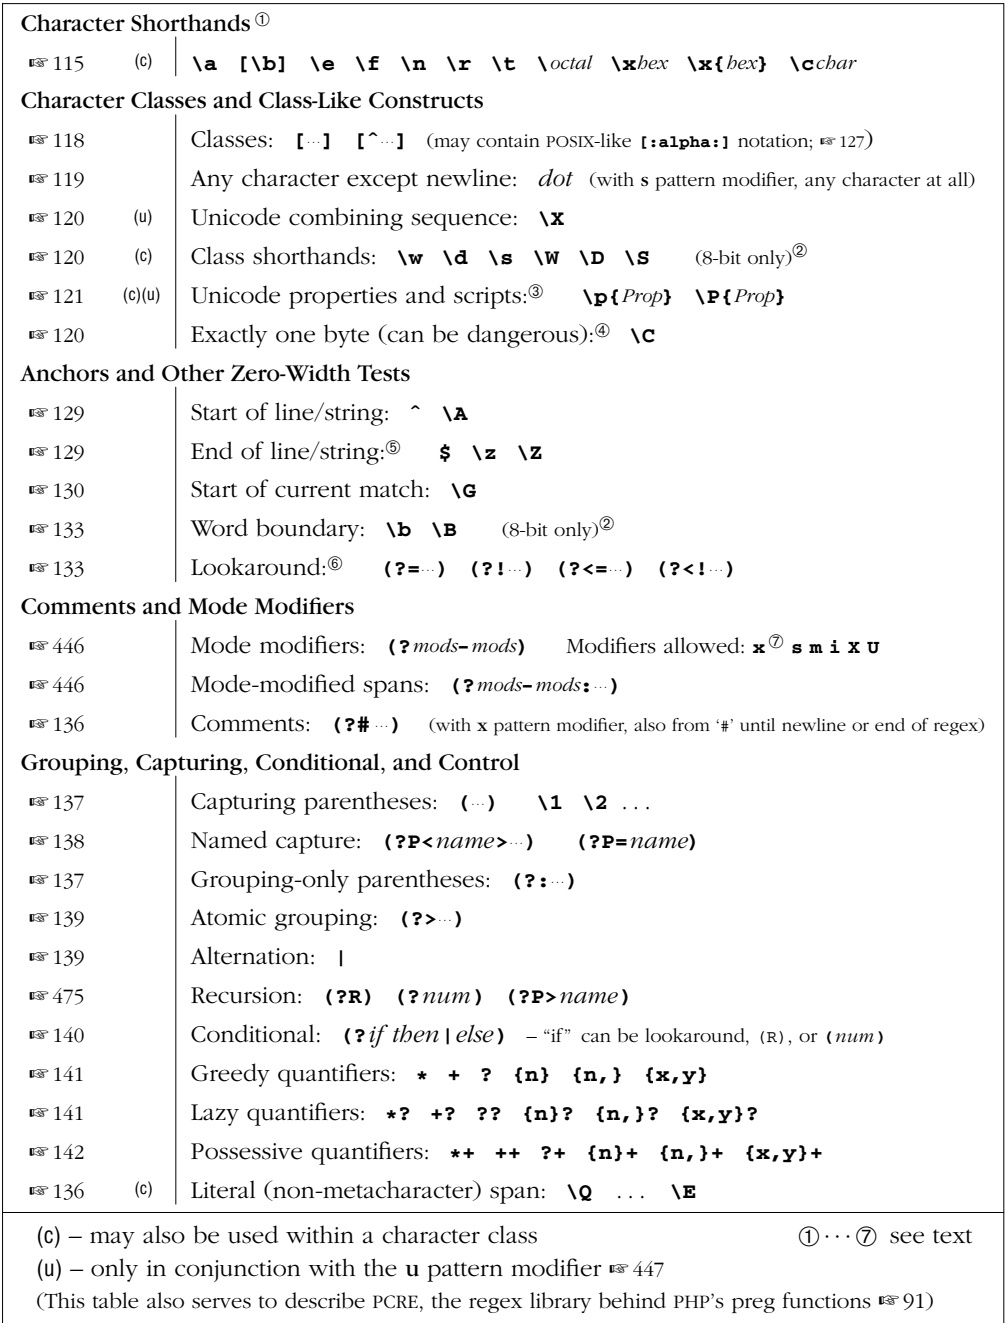 Character Shorthands ①
☞ 115 (c) \a [\b] \e \f \n \r \t \octal \xhex \x{hex} \cchar
Character Classes and Class-Like Constructs
☞ 118 Classes: [···] [^···] (may contain POSIX-like [:alpha:] notation; ☞ 127)
☞ 119 Any character except newline: dot (with s pattern modifier, any character at all)
☞ 120 (u) Unicode combining sequence: \X
☞ 120 (c) Class shorthands: \w \d \s \W \D \S (8-bit only)②
☞ 121 (c)(u) Unicode properties and scripts:③ \p{Prop} \P{Prop}
☞ 120 Exactly one byte (can be dangerous):④ \C
Anchors and Other Zero-Width Tests
☞ 129 Start of line/string: ^ \A
☞ 129 End of line/string:⑤ $ \z \Z
☞ 130 Start of current match: \G
☞ 133 Word boundary: \b \B (8-bit only)②
☞ 133 Lookaround:⑥ (?=···) (?!···) (?<=···) (?<!···)
Comments and Mode Modifiers
☞ 446 Mode modifiers: (?mods-mods) Modifiers allowed: x⑦ s m i X U
☞ 446 Mode-modified spans: (?mods-mods:···)
☞ 136 Comments: (?#···) (with x pattern modifier, also from ‘#’ until newline or end of regex)
Grouping, Capturing, Conditional, and Control
☞ 137 Capturing parentheses: (···) \1 \2 ...
☞ 138 Named capture: (?P<name>···) (?P=name)
☞ 137 Grouping-only parentheses: (?:···)
☞ 139 Atomic grouping: (?>···)
☞ 139 Alternation: |
☞ 475 Recursion: (?R) (?num) (?P>name)
☞ 140 Conditional: (?if then|else) – “if” can be lookaround, (R), or (num)
☞ 141 Greedy quantifiers: * + ? {n} {n,} {x,y}
☞ 141 Lazy quantifiers: *? +? ?? {n}? {n,}? {x,y}?
☞ 142 Possessive quantifiers: *+ ++ ?+ {n}+ {n,}+ {x,y}+
☞ 136 (c) Literal (non-metacharacter) span: \Q ... \E
(c) – may also be used within a character class ①···⑦ see text
(u) – only in conjunction with the u pattern modifier ☞ 447
(This table also serves to describe PCRE, the regex library behind PHP’s preg functions ☞ 91)